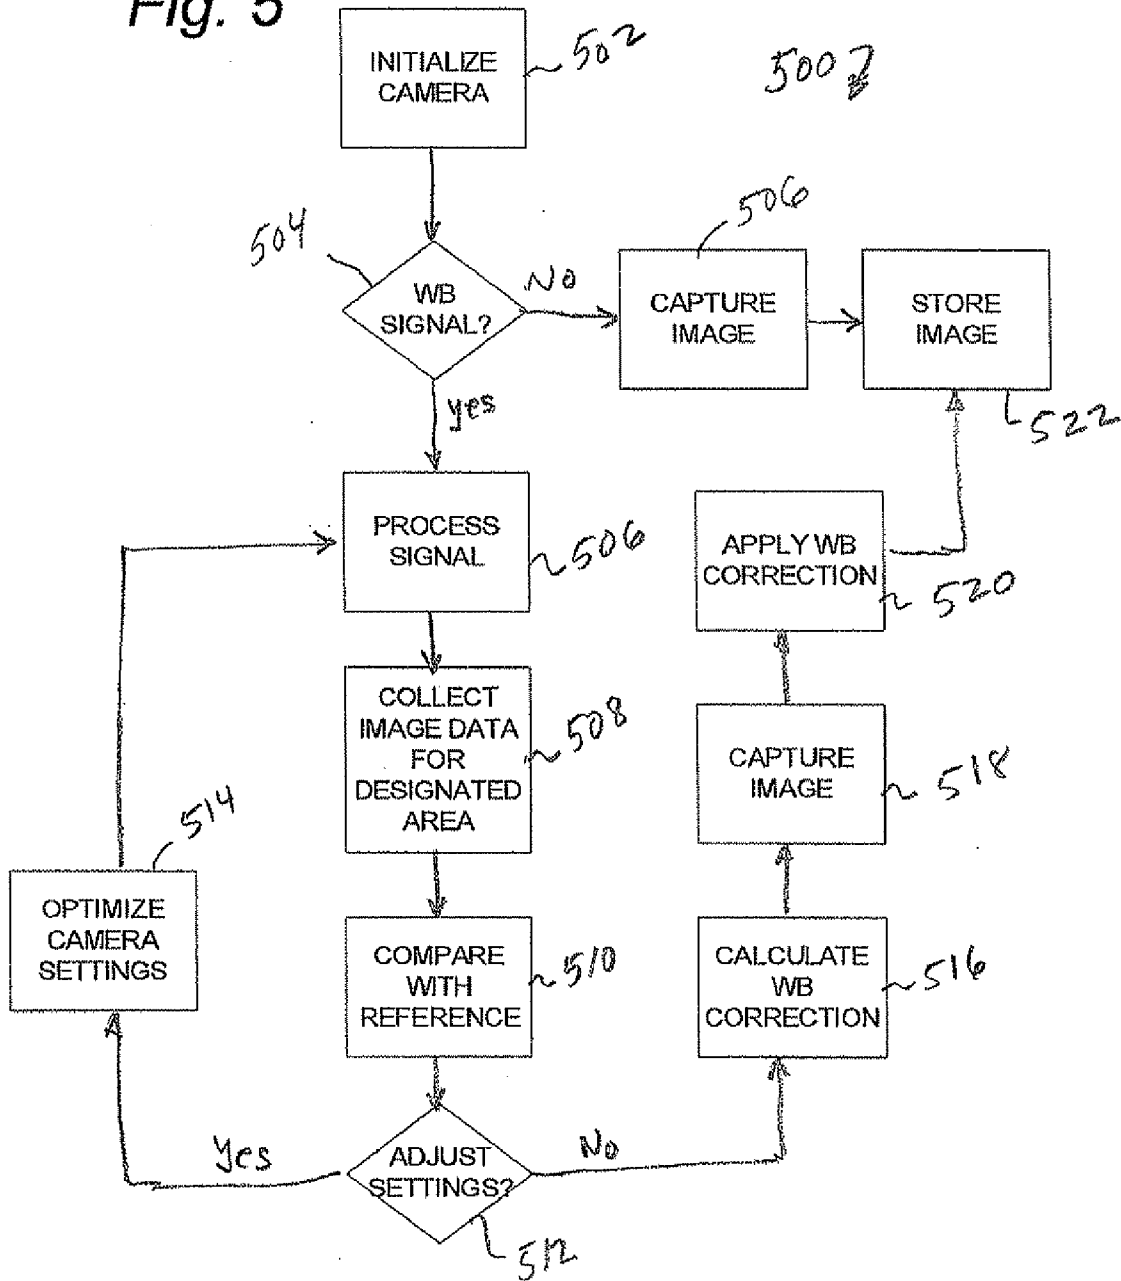 Fig. 5
INITIALIZE
CAMERA
502
500
504
WB
SIGNAL?
No
506
CAPTURE
IMAGE
STORE
IMAGE
522
yes
PROCESS
SIGNAL
506
APPLY WB
CORRECTION
520
COLLECT
IMAGE DATA
FOR
DESIGNATED
AREA
508
CAPTURE
IMAGE
518
514
OPTIMIZE
CAMERA
SETTINGS
COMPARE
WITH
REFERENCE
510
CALCULATE
WB
CORRECTION
516
Yes
ADJUST
SETTINGS?
No
512